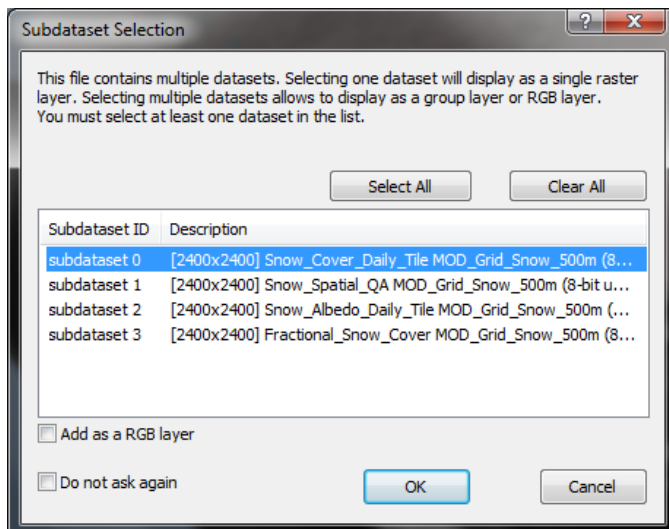 Subdataset Selection
This file contains multiple datasets. Selecting one dataset will display as a single raster
layer. Selecting multiple datasets allows to display as a group layer or RGB layer.
You must select at least one dataset in the list.
Select All Clear All
Subdataset ID Description
subdataset 0 [2400x2400] Snow_Cover_Daily_Tile MOD_Grid_Snow_500m (8...
subdataset 1 [2400x2400] Snow_Spatial_QA MOD_Grid_Snow_500m (8-bit u...
subdataset 2 [2400x2400] Snow_Albedo_Daily_Tile MOD_Grid_Snow_500m (...
subdataset 3 [2400x2400] Fractional_Snow_Cover MOD_Grid_Snow_500m (8...
Add as a RGB layer
Do not ask again OK Cancel